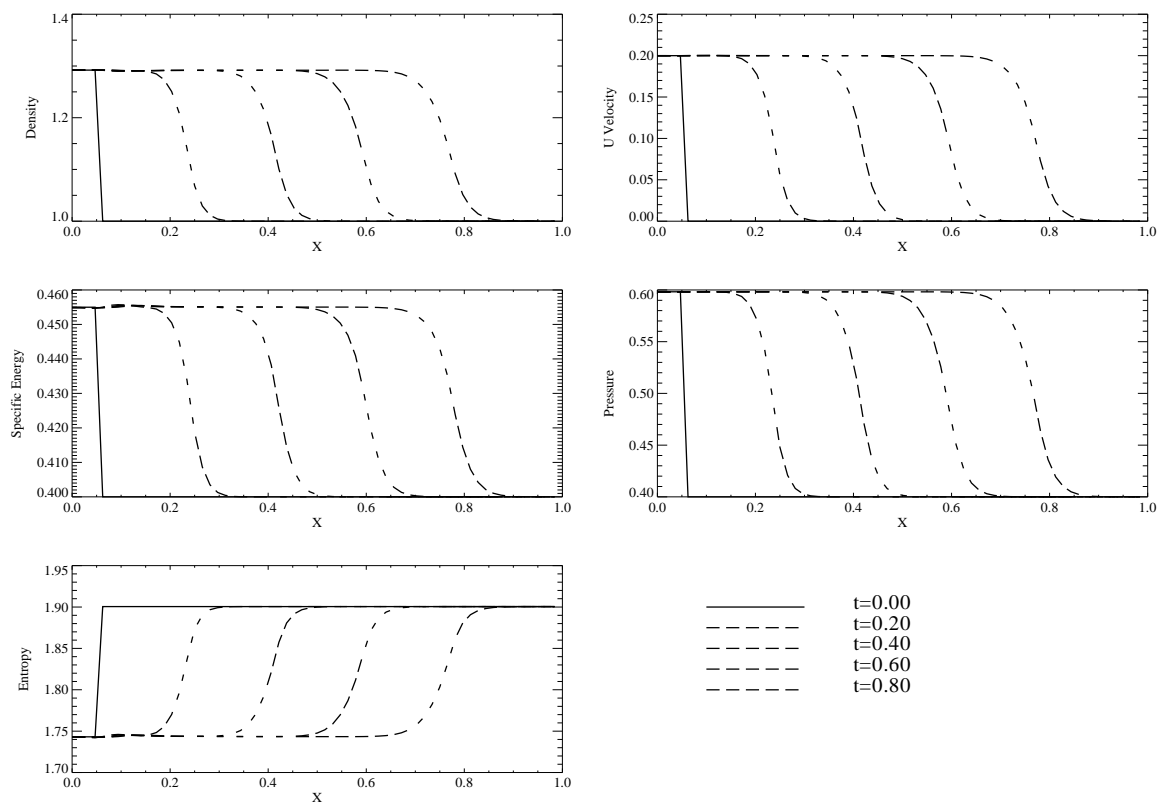 1.4
1.2
1.0
Density
0.0 0.2 0.4 0.6 0.8 1.0
X
0.20
0.15
0.10
0.05
0.00
U Velocity
0.0 0.2 0.4 0.6 0.8 1.0
X
0.460
0.450
0.440
0.430
0.420
0.410
0.400
Specific Energy
0.0 0.2 0.4 0.6 0.8 1.0
X
0.60
0.55
0.50
0.45
0.40
Pressure
0.0 0.2 0.4 0.6 0.8 1.0
X
1.95
1.90
1.85
1.80
1.75
1.70
Entropy
0.0 0.2 0.4 0.6 0.8 1.0
X
t=0.00
t=0.20
t=0.40
t=0.60
t=0.80